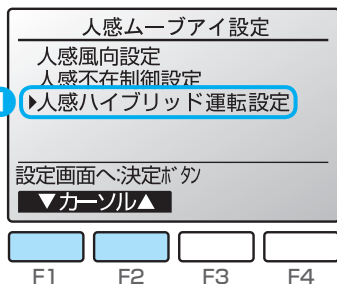 人感ムーブアイ設定
人感風向設定
人感不在制御設定
1 ▶人感ハイブリッド運転設定
設定画面へ:決定ボタン
▼カーソル▲
F1 F2 F3 F4